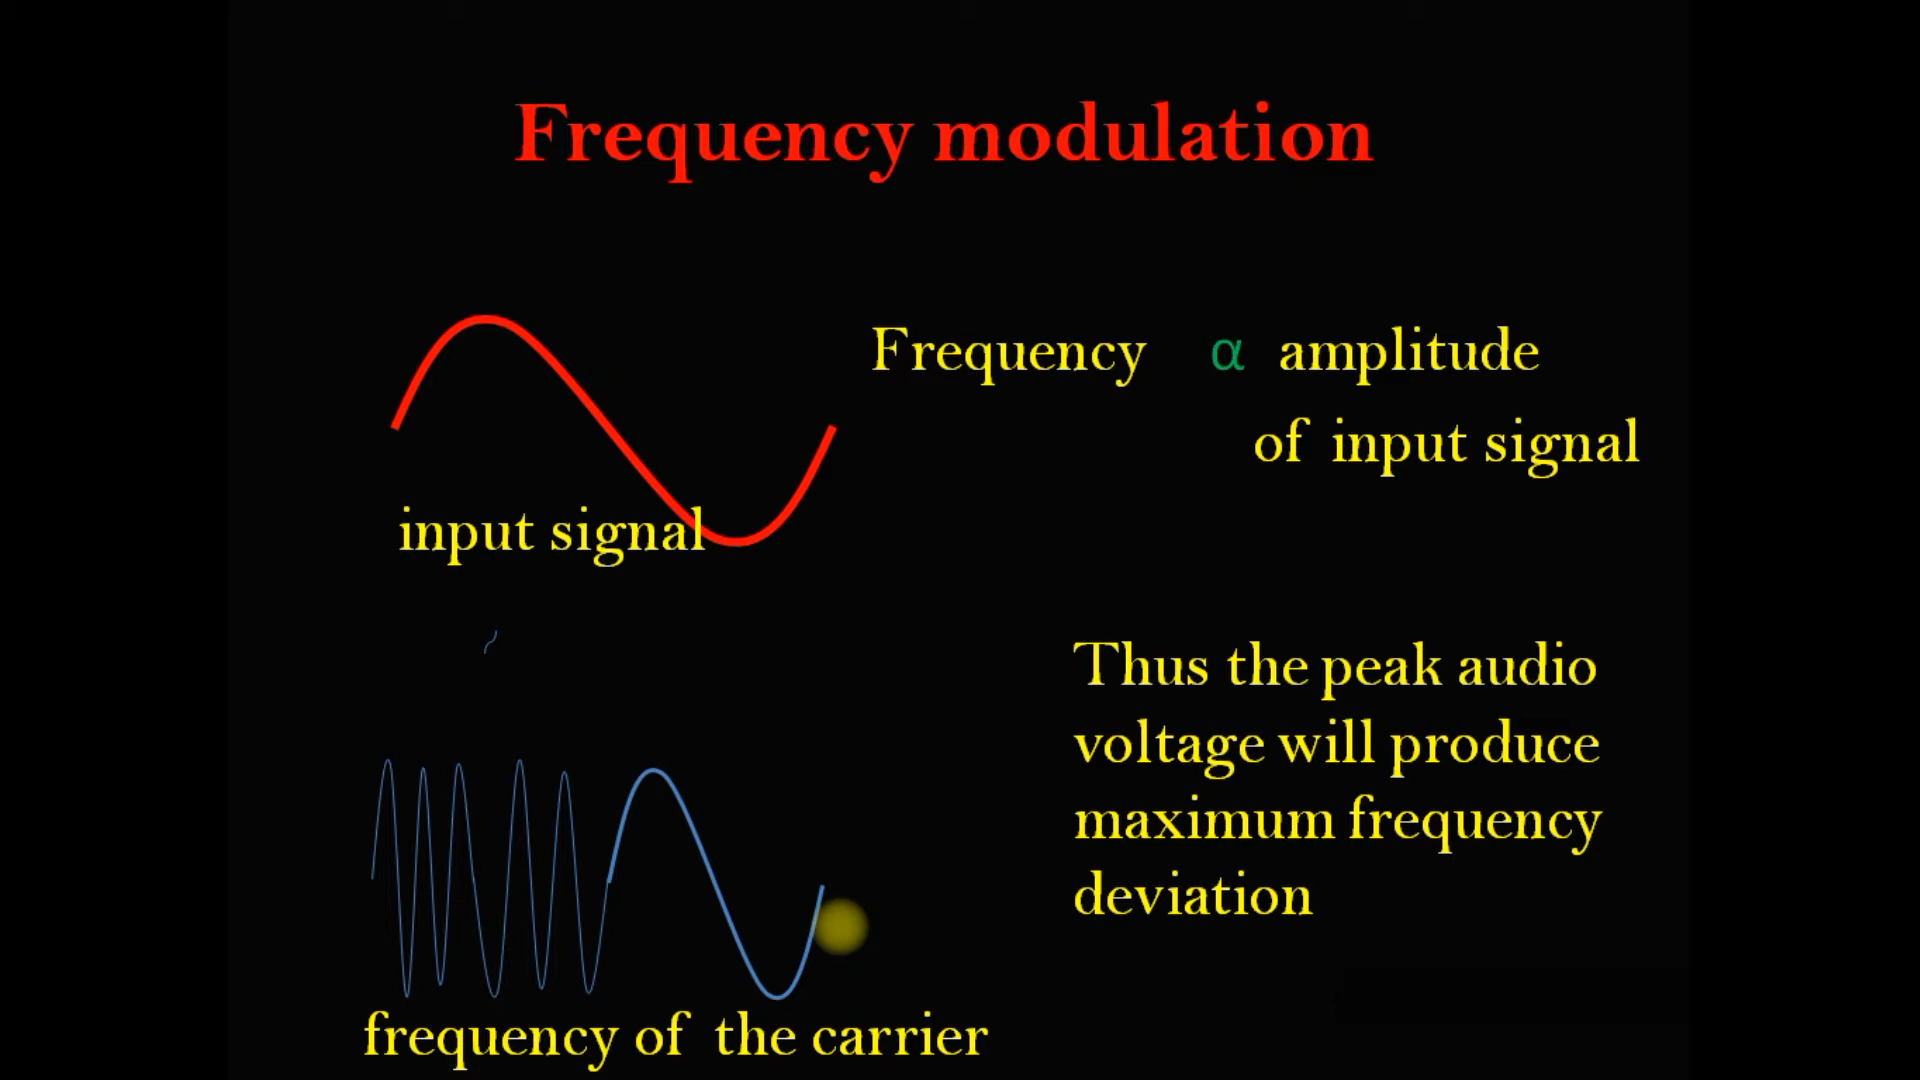 Frequency modulation
Frequency α amplitude
of input signal
input signal
Thus the peak audio
voltage will produce
maximum frequency
deviation
frequency of the carrier